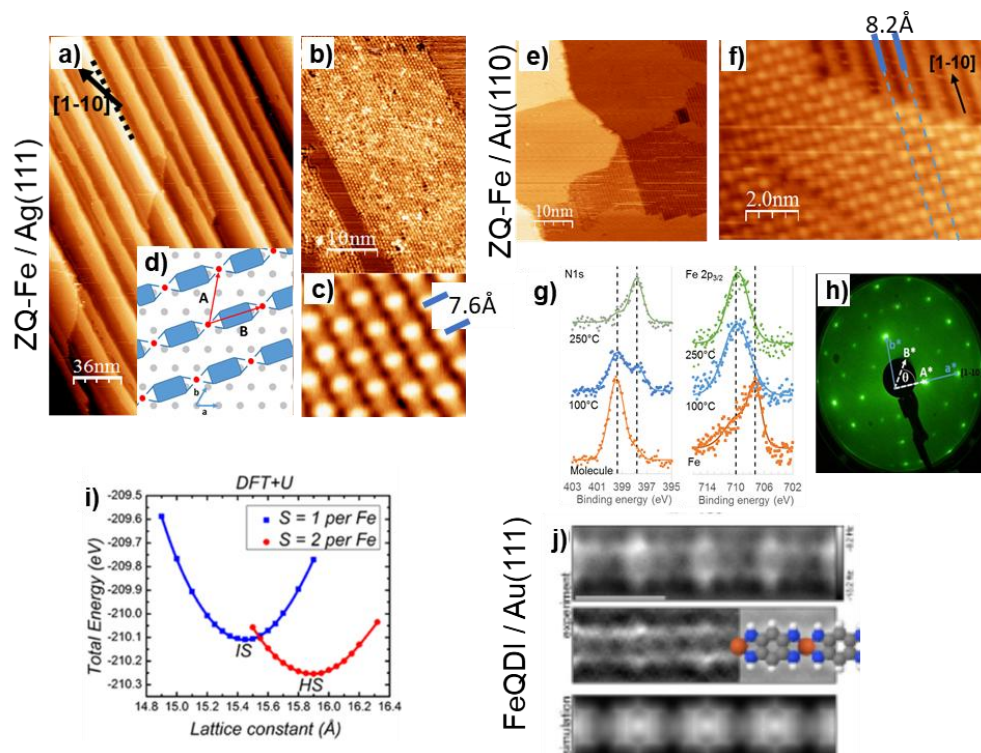 ZQ-Fe / Ag(111)
a)
[1-10]
36nm
b)
10nm
c)
7.6Å
d)
A
B
b
a
ZQ-Fe / Au(110)
e)
10nm
f)
8.2Å
[1-10]
2.0nm
g)
N1s
250°C
100°C
Molecule
403 401 399 397 395
Binding energy (eV)
Fe 2p3/2
250°C
100°C
Fe
714 710 706 702
Binding energy (eV)
h)
b*
B*
θ
A*
a*
i)
DFT+U
S = 1 per Fe
S = 2 per Fe
Total Energy (eV)
-209.5
-209.6
-209.7
-209.8
-209.9
-210.0
-210.1
-210.2
-210.3
IS
HS
14.8 15.0 15.2 15.4 15.6 15.8 16.0 16.2 16.4
Lattice constant (Å)
FeQDI / Au(111)
j)
experiment